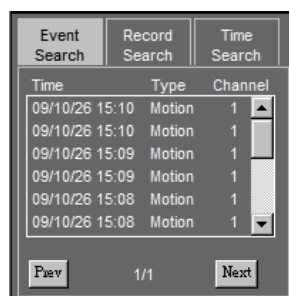 Event Search Record Search Time Search
Time Type Channel
09/10/26 15:10 Motion 1
09/10/26 15:10 Motion 1
09/10/26 15:09 Motion 1
09/10/26 15:09 Motion 1
09/10/26 15:08 Motion 1
09/10/26 15:08 Motion 1
Prev 1/1 Next